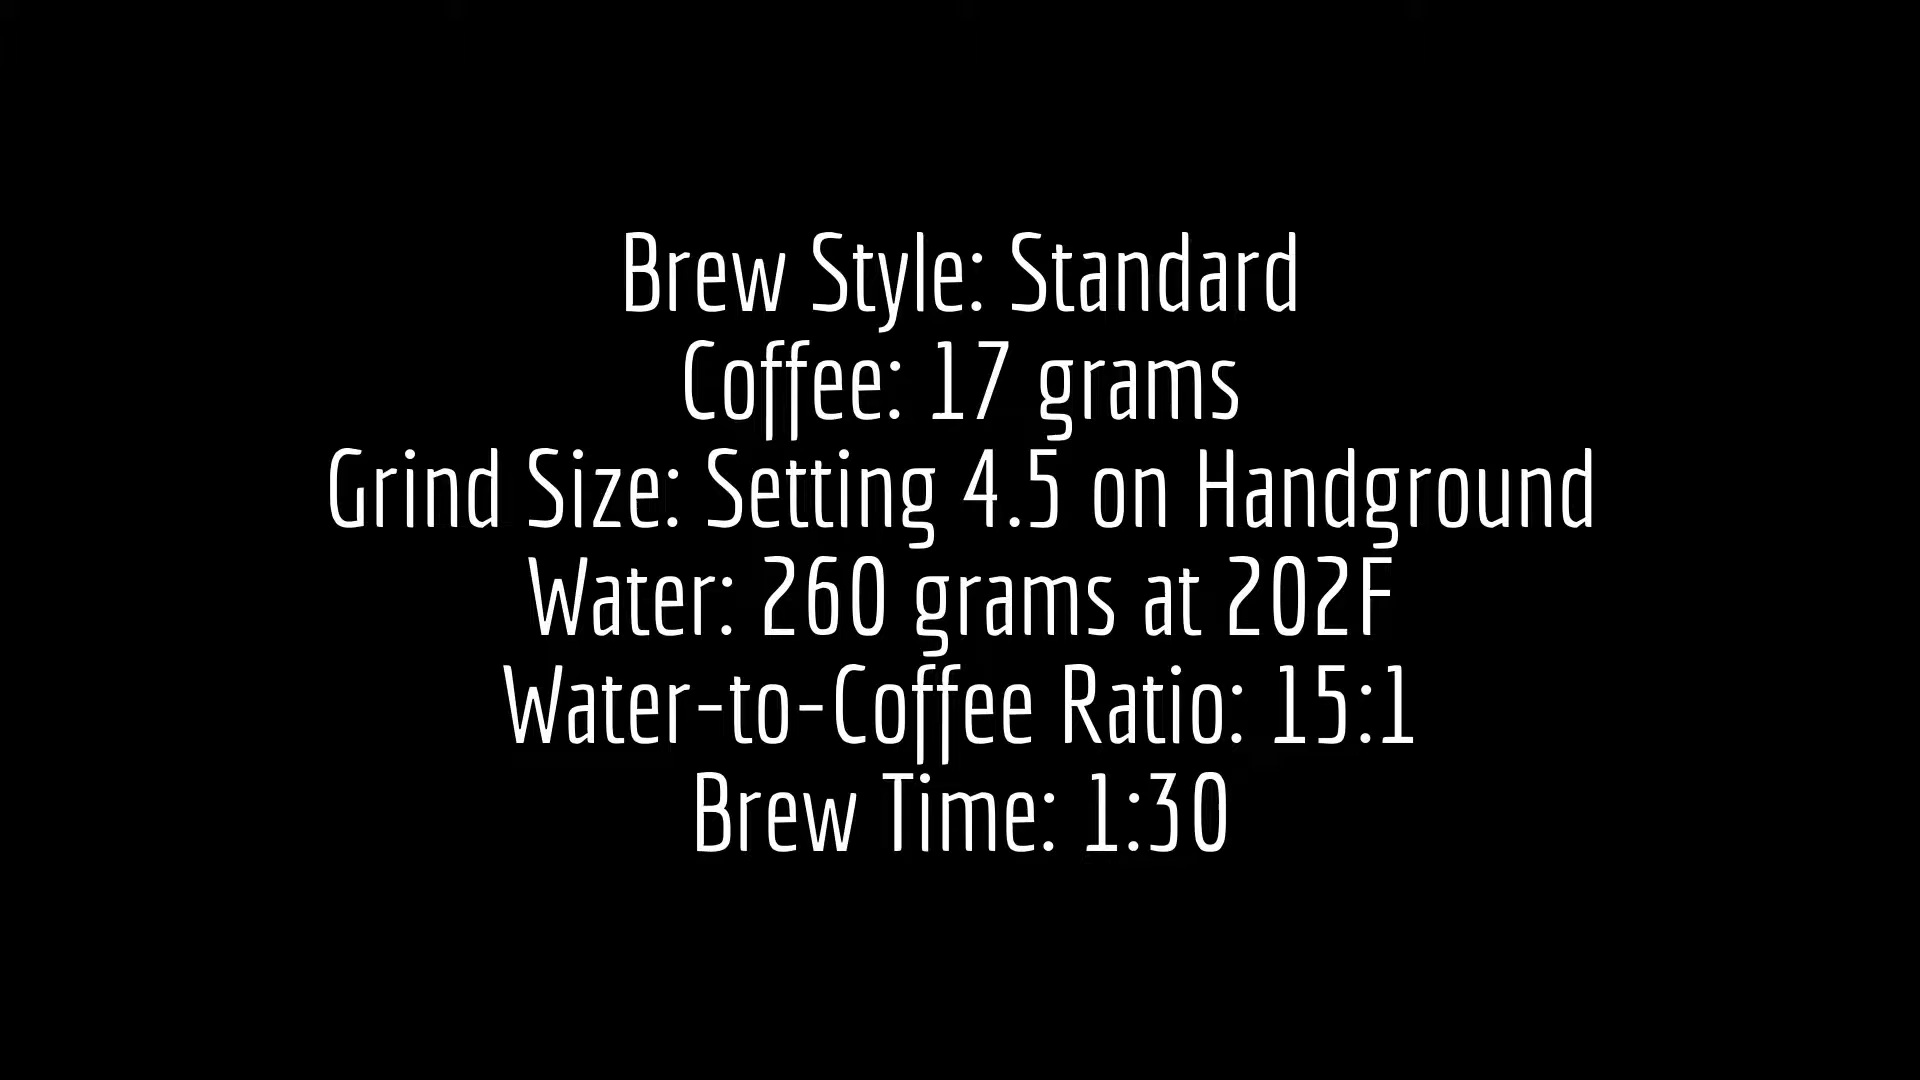 Brew Style: Standard
Coffee: 17 grams
Grind Size: Setting 4.5 on Handground
Water: 260 grams at 202F
Water-to-Coffee Ratio: 15:1
Brew Time: 1:30